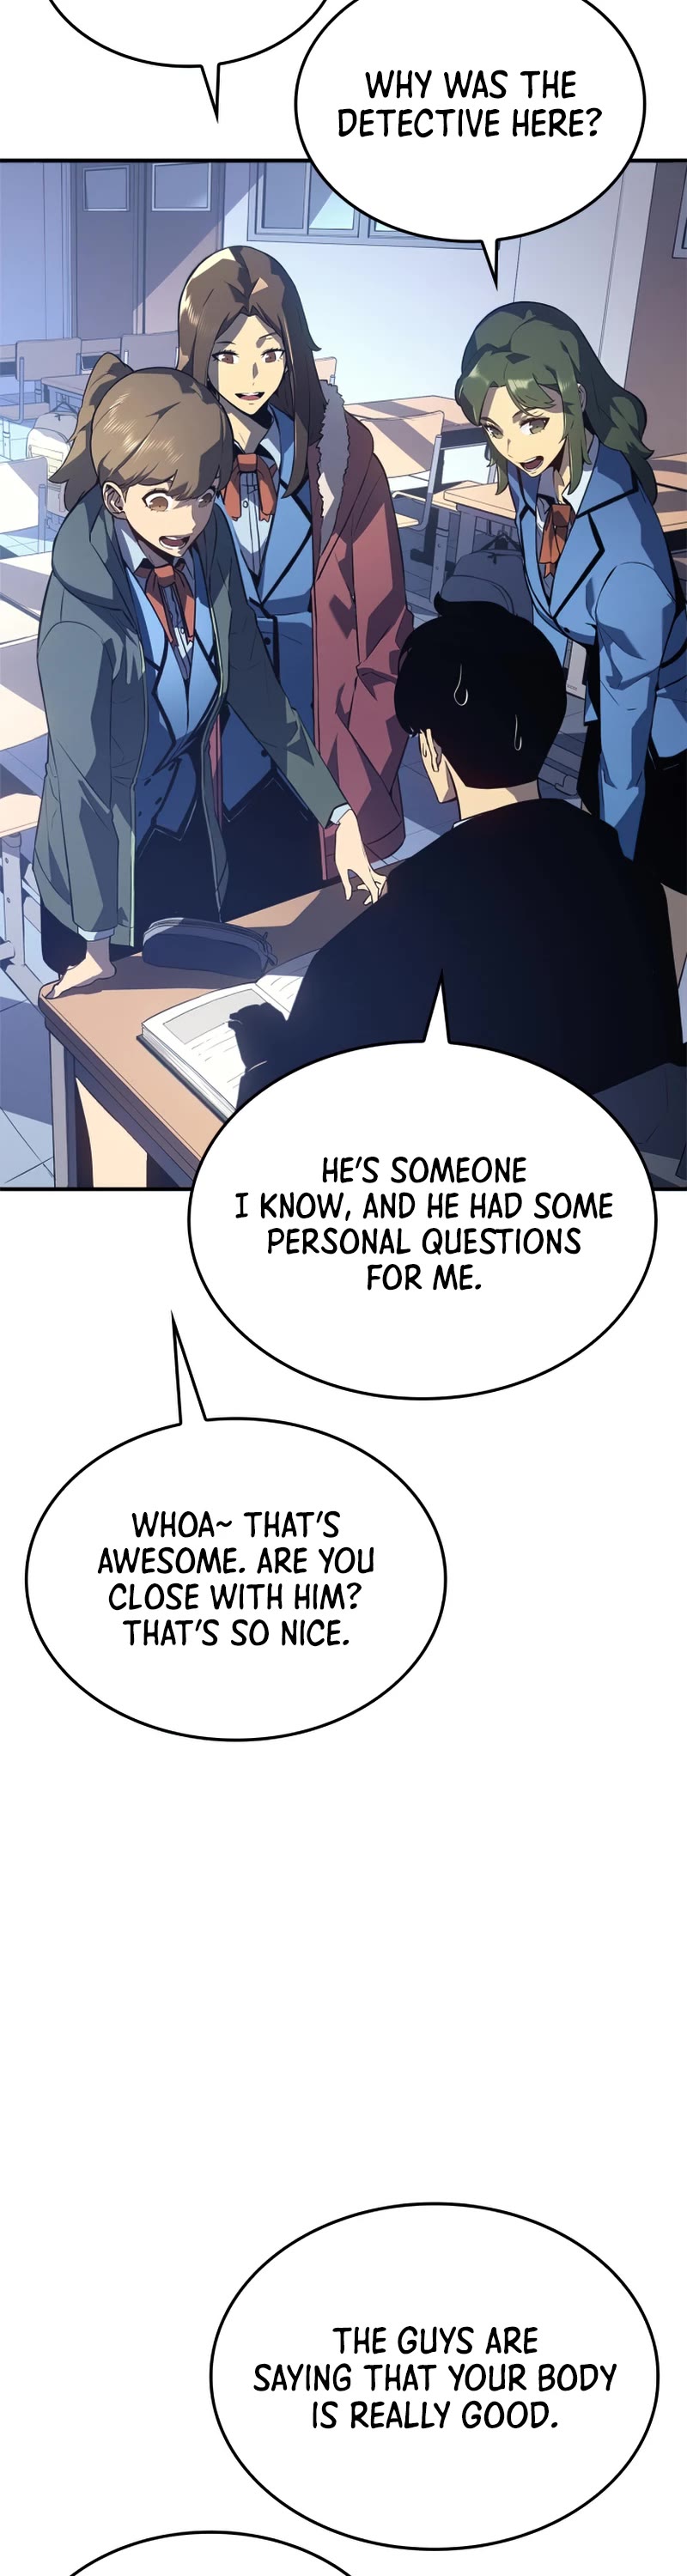 WHY WAS THE
DETECTIVE HERE?
HE'S SOMEONE
I KNOW, AND HE HAD SOME
PERSONAL QUESTIONS
FOR ME.
WHOA~ THAT'S
AWESOME. ARE YOU
CLOSE WITH HIM?
THAT'S SO NICE.
THE GUYS ARE
SAYING THAT YOUR BODY
IS REALLY GOOD.